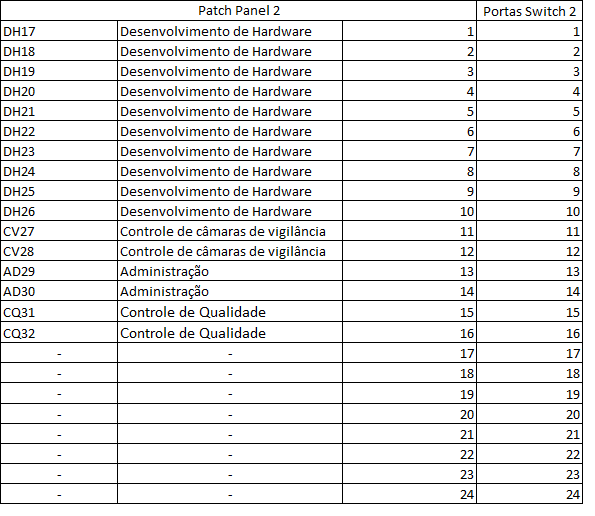 Patch Panel 2 Portas Switch 2
DH17 Desenvolvimento de Hardware 1 1
DH18 Desenvolvimento de Hardware 2 2
DH19 Desenvolvimento de Hardware 3 3
DH20 Desenvolvimento de Hardware 4 4
DH21 Desenvolvimento de Hardware 5 5
DH22 Desenvolvimento de Hardware 6 6
DH23 Desenvolvimento de Hardware 7 7
DH24 Desenvolvimento de Hardware 8 8
DH25 Desenvolvimento de Hardware 9 9
DH26 Desenvolvimento de Hardware 10 10
CV27 Controle de câmaras de vigilância 11 11
CV28 Controle de câmaras de vigilância 12 12
AD29 Administração 13 13
AD30 Administração 14 14
CQ31 Controle de Qualidade 15 15
CQ32 Controle de Qualidade 16 16
- - 17 17
- - 18 18
- - 19 19
- - 20 20
- - 21 21
- - 22 22
- - 23 23
- - 24 24